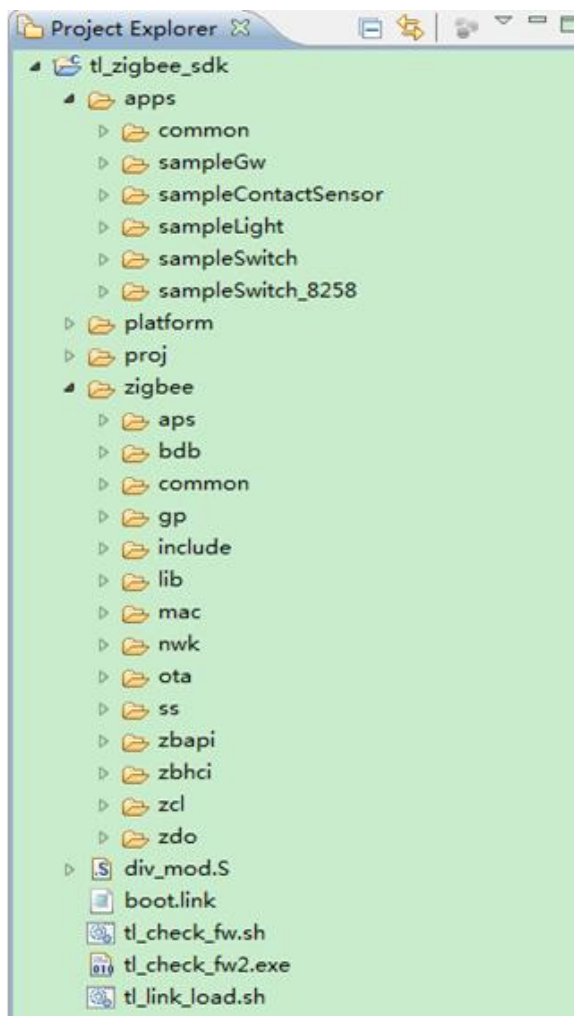 Project Explorer
tl_zigbee_sdk
apps
common
sampleGw
sampleContactSensor
sampleLight
sampleSwitch
sampleSwitch_8258
platform
proj
zigbee
aps
bdb
common
gp
include
lib
mac
nwk
ota
ss
zbapi
zbhci
zcl
zdo
div_mod.S
boot.link
tl_check_fw.sh
tl_check_fw2.exe
tl_link_load.sh